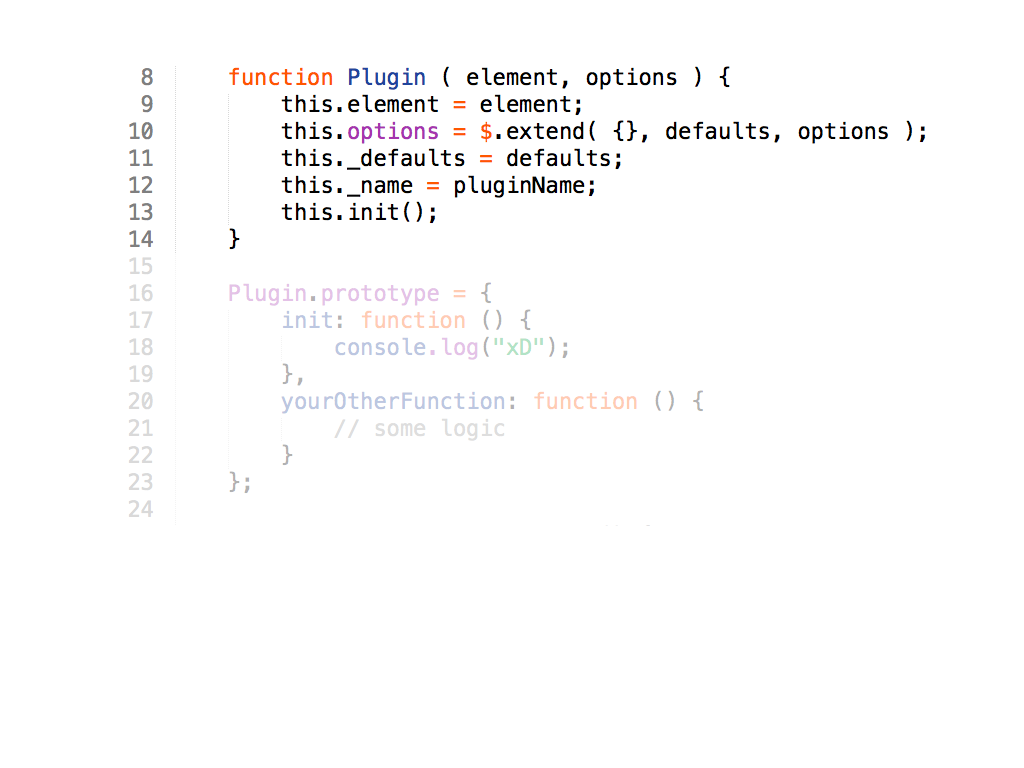 8 function Plugin ( element, options ) {
9 this.element = element;
10 this.options = $.extend( {}, defaults, options );
11 this._defaults = defaults;
12 this._name = pluginName;
13 this.init();
14 }
15
16 Plugin.prototype = {
17 init: function () {
18 console.log("xD");
19 },
20 yourOtherFunction: function () {
21 // some logic
22 }
23 };
24